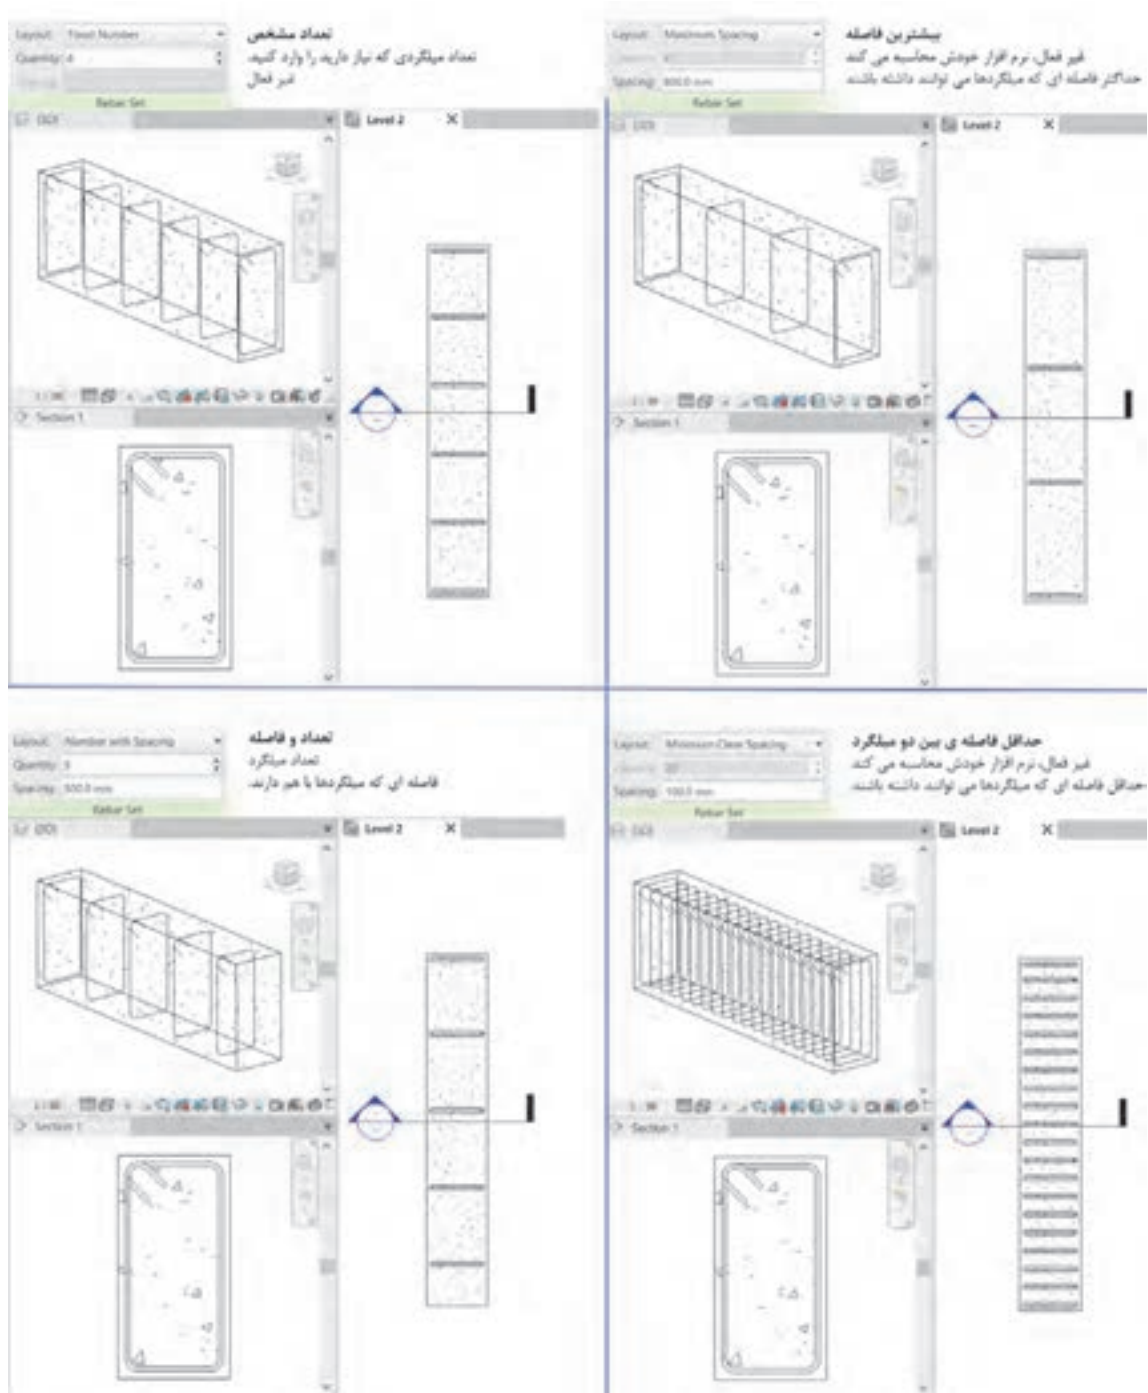 Layout: Fixed Number
تعداد مشخص
Quantity:
تعداد میلگردی که نیاز دارید را وارد کنید.
غیر فعال
Rebar Set
{3D}
Level 2
Section 1
Layout: Maximum Spacing
بیشترین فاصله
غیر فعال، نرم افزار خودش محاسبه می کند
Spacing:
حداکثر فاصله ای که میلگردها می توانند داشته باشند
Rebar Set
{3D}
Level 2
Section 1
Layout: Number with Spacing
تعداد و فاصله
Quantity: 5
تعداد میلگرد
Spacing: 500.0 mm
فاصله ای که میلگردها با هم دارند.
Rebar Set
{3D}
Level 2
Section 1
Layout: Minimum Clear Spacing
حداقل فاصله ی بین دو میلگرد
غیر فعال، نرم افزار خودش محاسبه می کند
Spacing: 100.0 mm
حداقل فاصله ای که میلگردها می توانند داشته باشند.
Rebar Set
{3D}
Level 2
Section 1